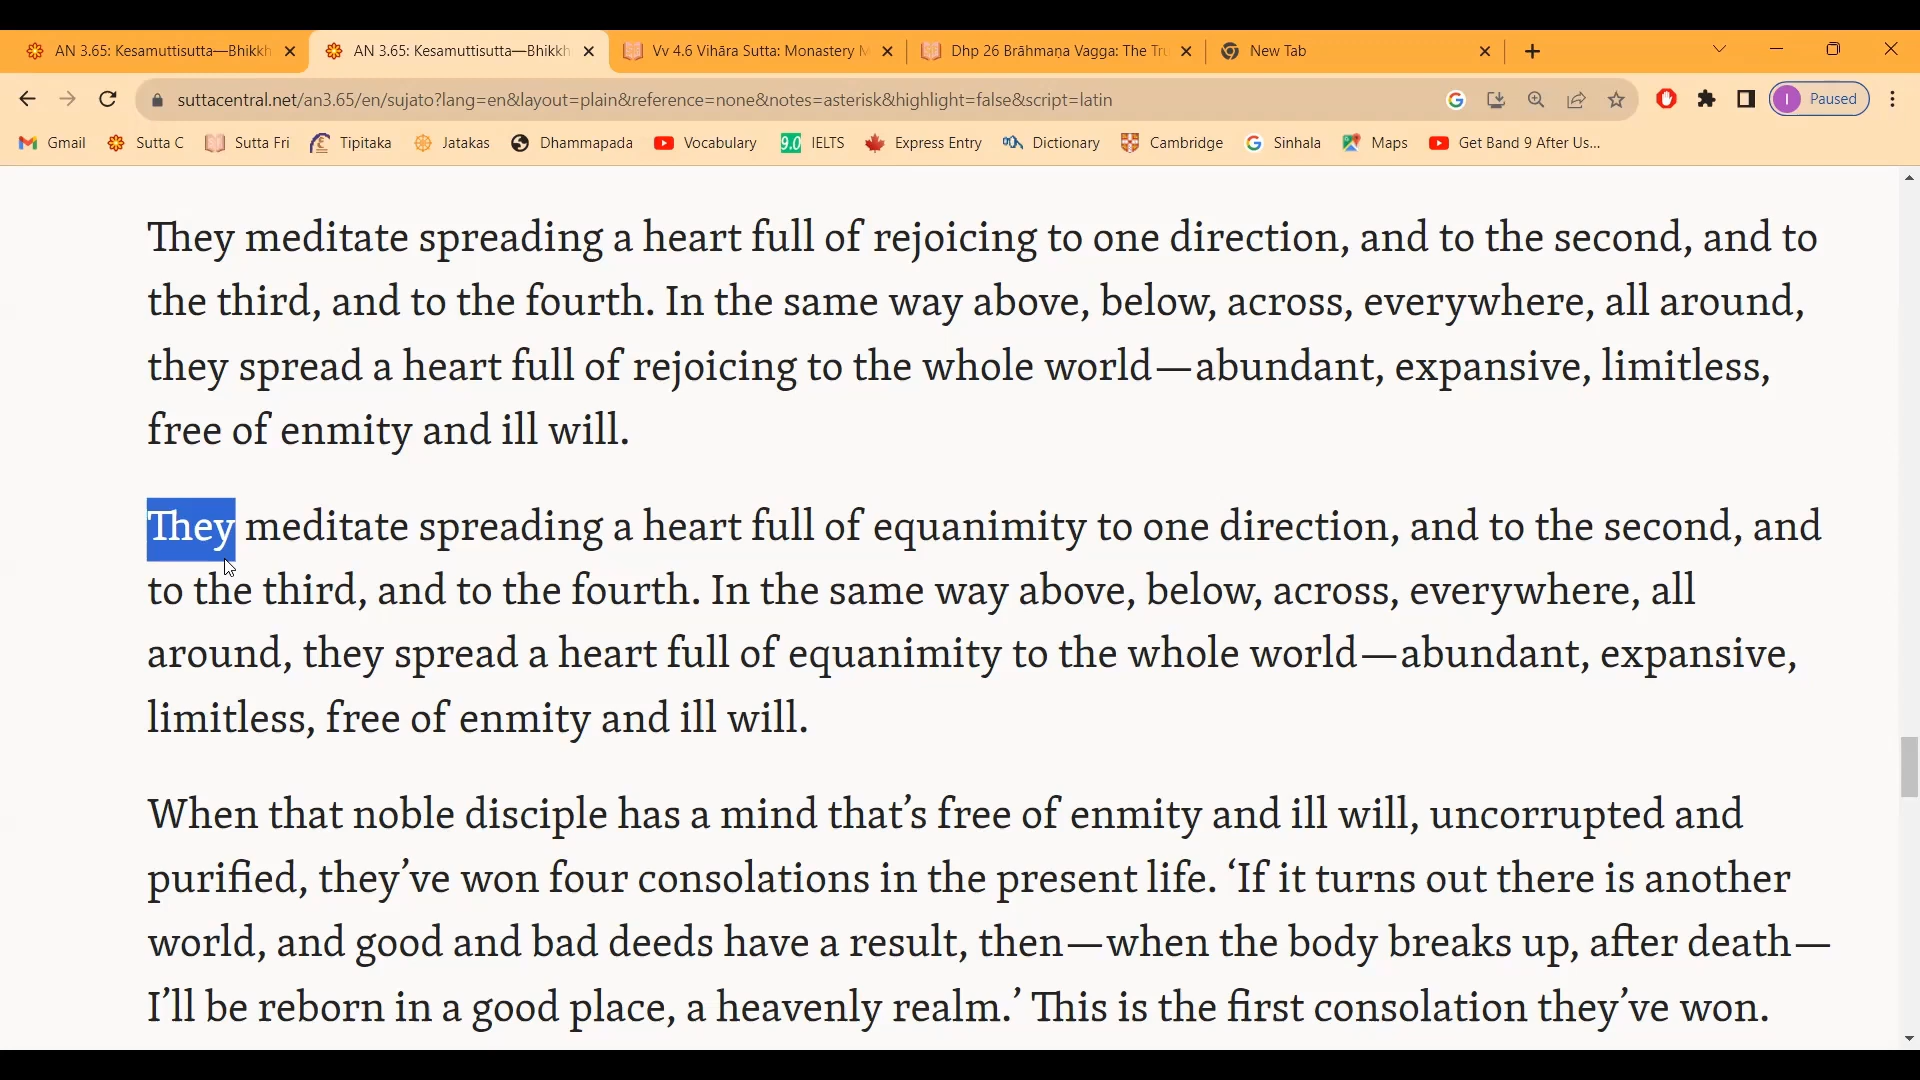 AN 3.65: Kesamuttisutta—Bhikkh
AN 3.65: Kesamuttisutta—Bhikkh
Vv 4.6 Vihāra Sutta: Monastery M
Dhp 26 Brāhmaṇa Vagga: The Tru
New Tab
suttacentral.net/an3.65/en/sujato?lang=en&layout=plain&reference=none&notes=asterisk&highlight=false&script=latin
I Paused
Gmail
Sutta C
Sutta Fri
Tipitaka
Jatakas
Dhammapada
Vocabulary
9.0 IELTS
Express Entry
Dictionary
Cambridge
Sinhala
Maps
Get Band 9 After Us...
They meditate spreading a heart full of rejoicing to one direction, and to the second, and to
the third, and to the fourth. In the same way above, below, across, everywhere, all around,
they spread a heart full of rejoicing to the whole world—abundant, expansive, limitless,
free of enmity and ill will.
They meditate spreading a heart full of equanimity to one direction, and to the second, and
to the third, and to the fourth. In the same way above, below, across, everywhere, all
around, they spread a heart full of equanimity to the whole world—abundant, expansive,
limitless, free of enmity and ill will.
When that noble disciple has a mind that’s free of enmity and ill will, uncorrupted and
purified, they’ve won four consolations in the present life. ‘If it turns out there is another
world, and good and bad deeds have a result, then—when the body breaks up, after death—
I’ll be reborn in a good place, a heavenly realm.’ This is the first consolation they’ve won.